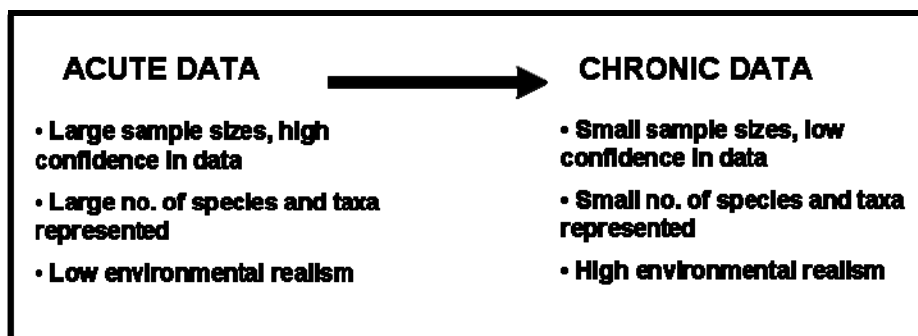 ACUTE DATA
CHRONIC DATA
• Large sample sizes, high
confidence in data
• Large no. of species and taxa
represented
• Low environmental realism
• Small sample sizes, low
confidence in data
• Small no. of species and taxa
represented
• High environmental realism